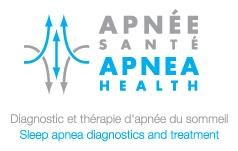 APNÉE
SANTÉ
APNEA
HEALTH
Diagnostic et thérapie d'apnée du sommeil
Sleep apnea diagnostics and treatment